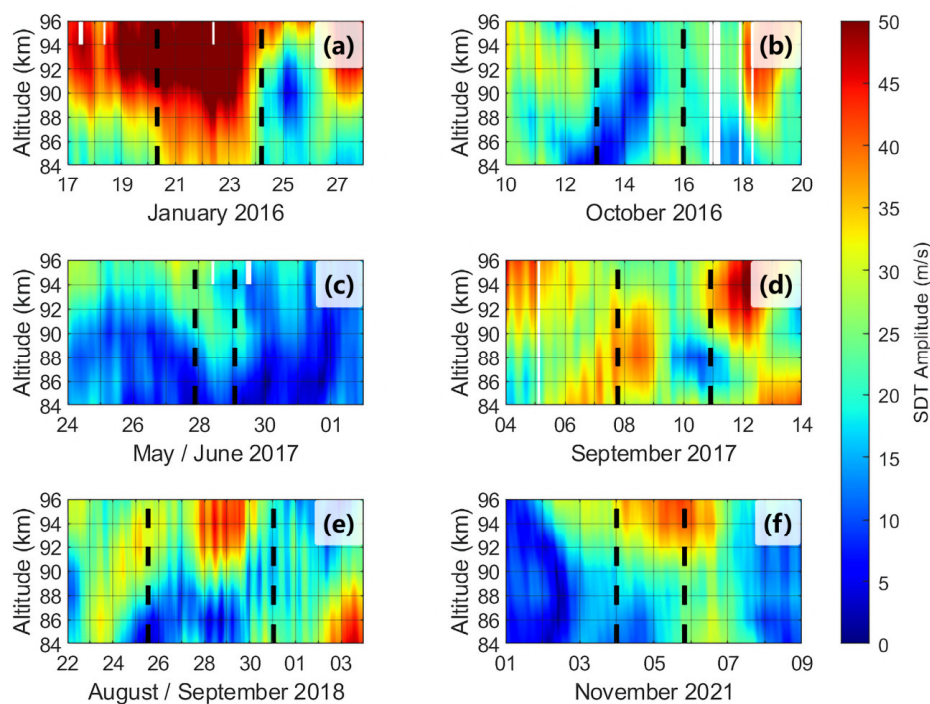 96
94
92
90
88
86
84
Altitude (km)
(a)
17 19 21 23 25 27
January 2016
96
94
92
90
88
86
84
Altitude (km)
(b)
10 12 14 16 18 20
October 2016
96
94
92
90
88
86
84
Altitude (km)
(c)
24 26 28 30 01
May / June 2017
96
94
92
90
88
86
84
Altitude (km)
(d)
04 06 08 10 12 14
September 2017
96
94
92
90
88
86
84
Altitude (km)
(e)
22 24 26 28 30 01 03
August / September 2018
96
94
92
90
88
86
84
Altitude (km)
(f)
01 03 05 07 09
November 2021
50
45
40
35
30
25
20
15
10
5
0
SDT Amplitude (m/s)